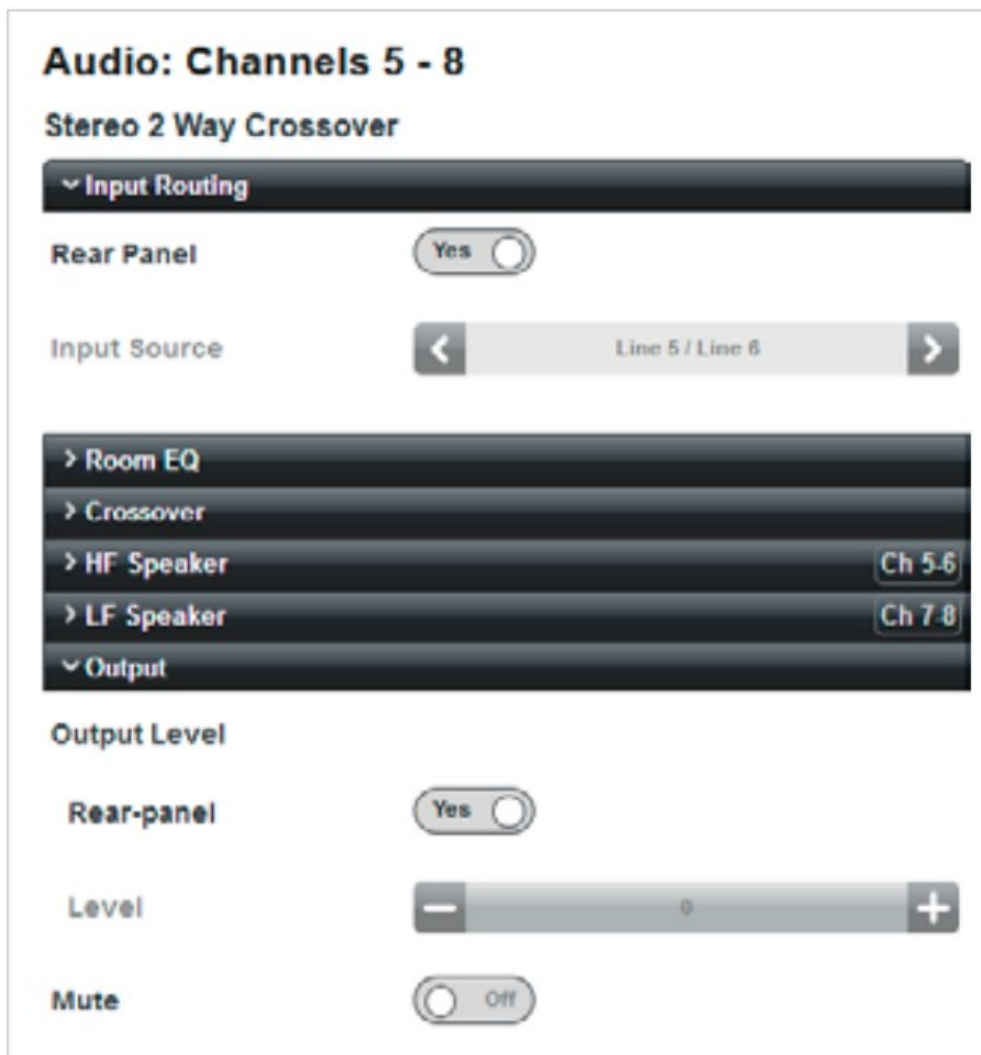 Audio: Channels 5 - 8
Stereo 2 Way Crossover
Input Routing
Rear Panel Yes
Input Source Line 5 / Line 6
Room EQ
Crossover
HF Speaker Ch 5-6
LF Speaker Ch 7-8
Output
Output Level
Rear-panel Yes
Level 0
Mute Off